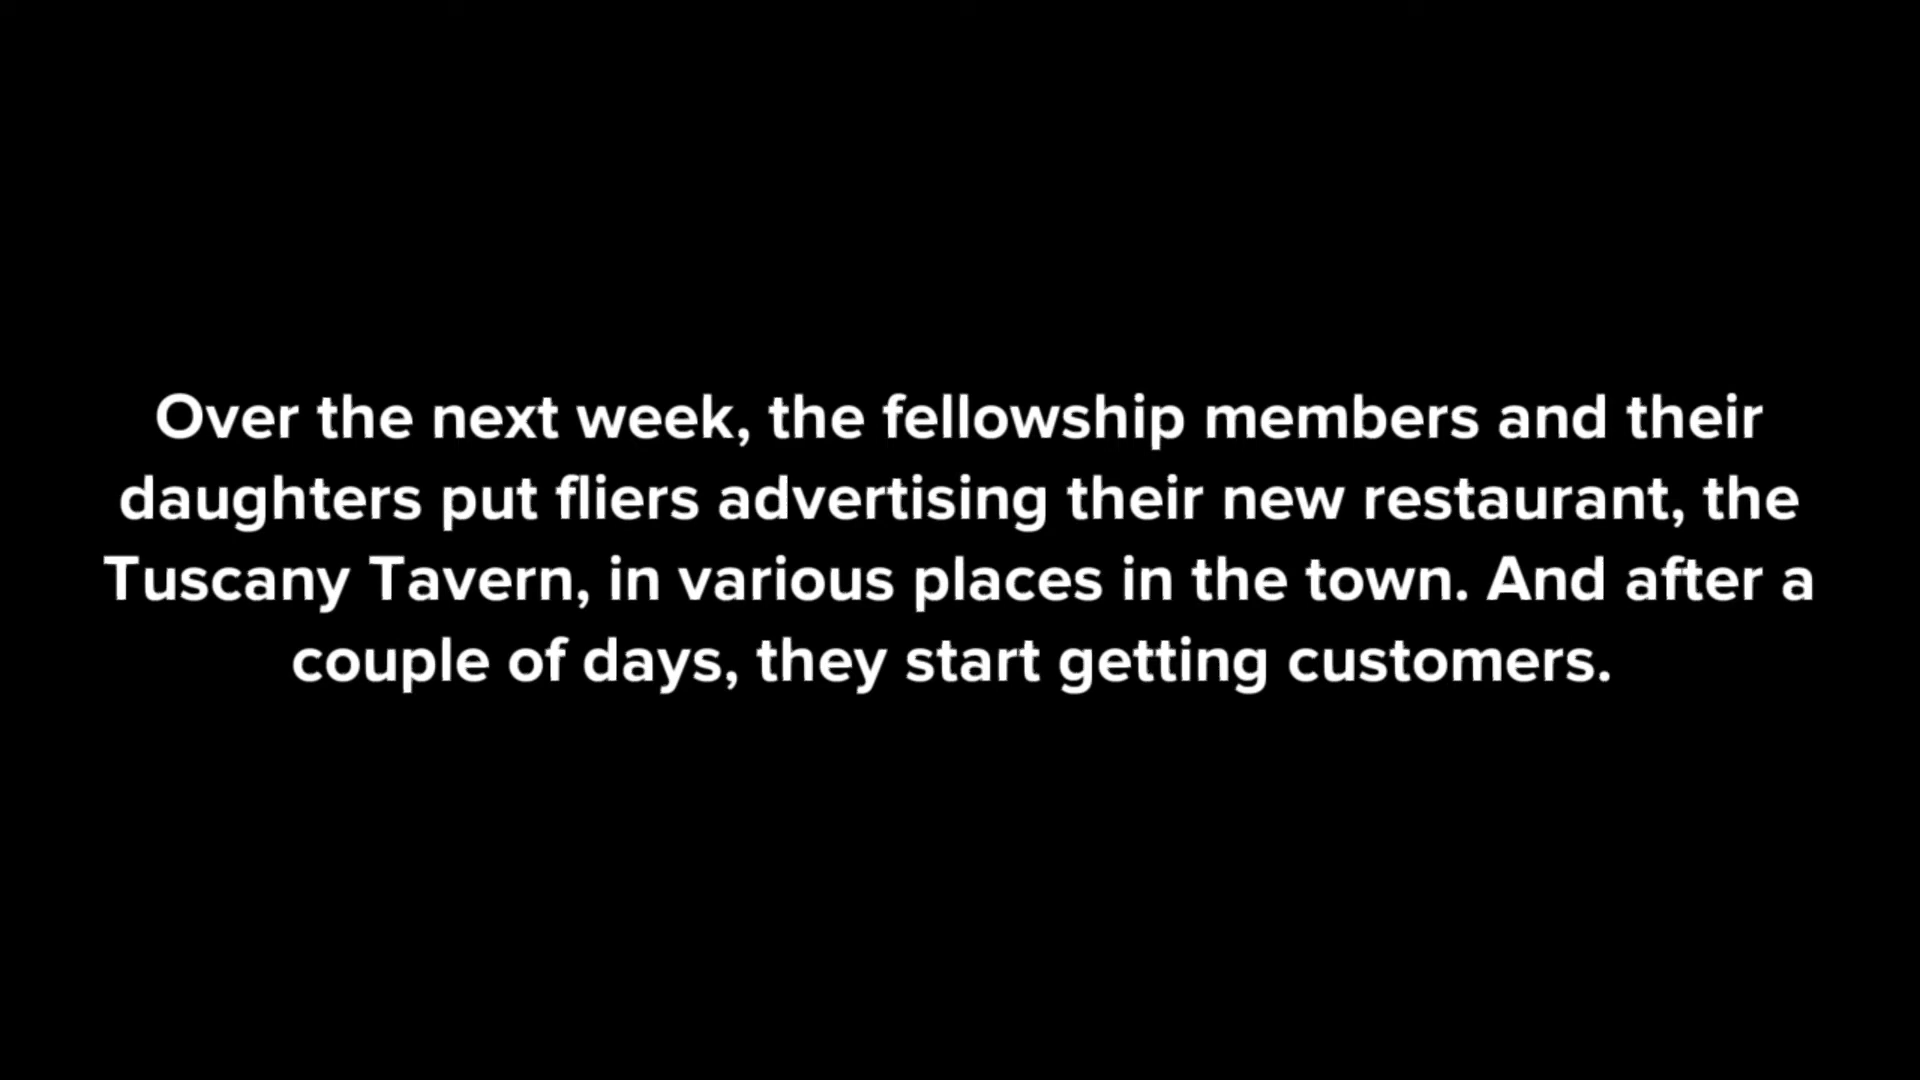 Over the next week, the fellowship members and their
daughters put fliers advertising their new restaurant, the
Tuscany Tavern, in various places in the town. And after a
couple of days, they start getting customers.